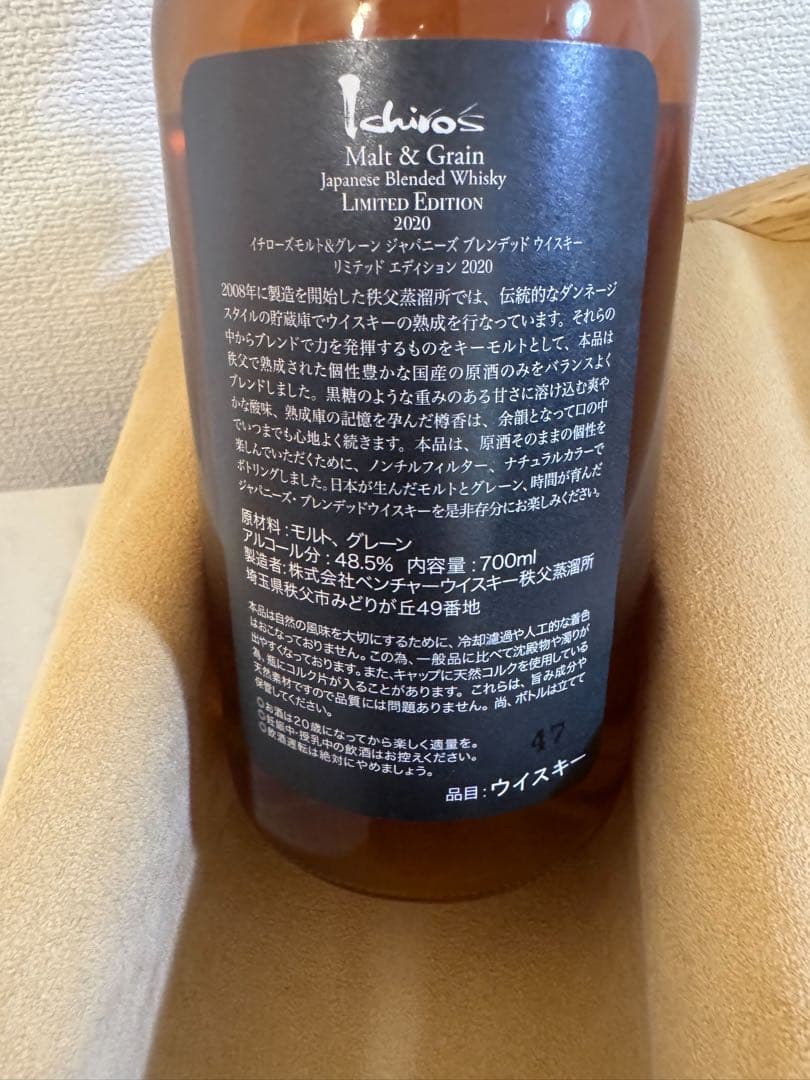 Ichiro's
Malt & Grain
Japanese Blended Whisky
LIMITED EDITION
2020
イチローズモルト&グレーン ジャパニーズ ブレンデッド ウイスキー
リミテッド エディション 2020
2008年に製造を開始した秩父蒸溜所では、伝統的なダンネージ
スタイルの貯蔵庫でウイスキーの熟成を行なっています。それらの
中からブレンドで力を発揮するものをキーモルトとして、本品は
秩父で熟成された個性豊かな国産の原酒のみをバランスよく
ブレンドしました。黒糖のような重みのある甘さに溶け込む爽や
かな酸味、熟成庫の記憶を孕んだ樽香は、余韻となって口の中
でいつまでも心地よく続きます。本品は、原酒そのままの個性を
楽しんでいただくために、ノンチルフィルター、ナチュラルカラーで
ボトリングしました。日本が生んだモルトとグレーン、時間が育んだ
ジャパニーズ・ブレンデッドウイスキーを是非存分にお楽しみください。
原材料:モルト、グレーン
アルコール分:48.5% 内容量:700ml
製造者:株式会社ベンチャーウイスキー秩父蒸溜所
埼玉県秩父市みどりが丘49番地
本品は自然の風味を大切にするために、冷却濾過や人工的な着色
はおこなっておりません。この為、一般品に比べて沈殿物や濁りが
出やすくなっております。また、キャップに天然コルクを使用している
為、瓶にコルク片が入ることがあります。これらは、旨み成分や
天然素材ですので品質には問題ありません。尚、ボトルは立てて
保管してください。
◎お酒は20歳になってから楽しく適量を。
◎妊娠中・授乳中の飲酒はお控えください。
◎飲酒運転は絶対にやめましょう。
47
品目:ウイスキー